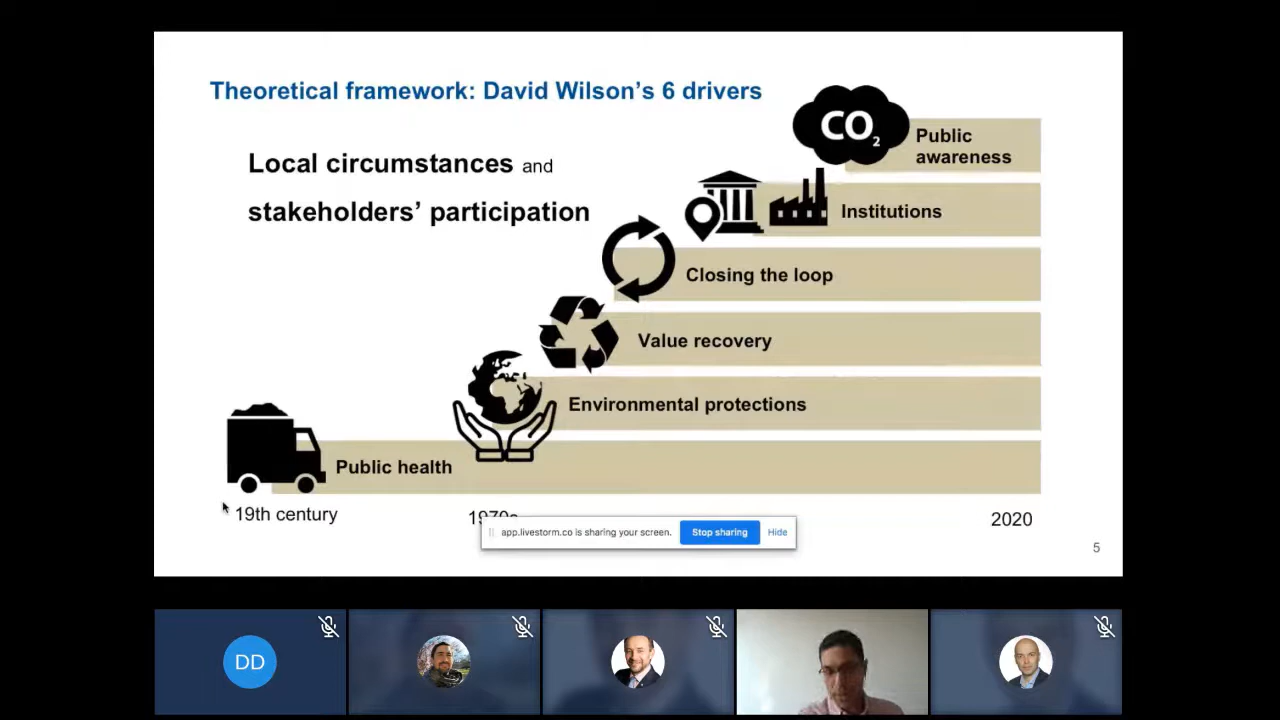 Theoretical framework: David Wilson's 6 drivers
Local circumstances and
stakeholders' participation
CO2
Public
awareness
Institutions
Closing the loop
Value recovery
Environmental protections
Public health
19th century
2020
app.livestorm.co is sharing your screen.
Stop sharing
Hide
5
DD